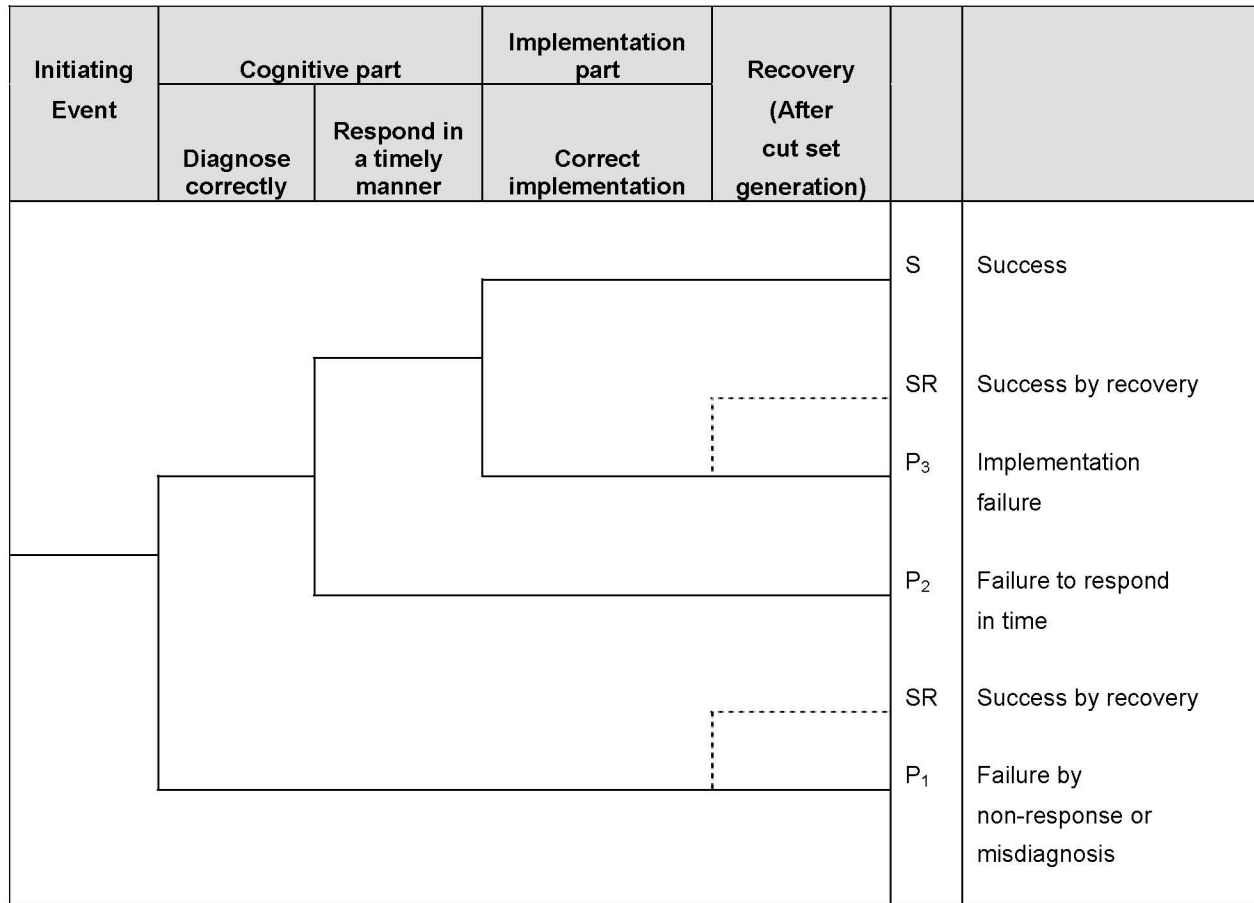 Initiating
Event
Cognitive part
Diagnose
correctly
Respond in
a timely
manner
Implementation
part
Correct
implementation
Recovery
(After
cut set
generation)
S
Success
SR
Success by recovery
P₃
Implementation
failure
P₂
Failure to respond
in time
SR
Success by recovery
P₁
Failure by
non-response or
misdiagnosis